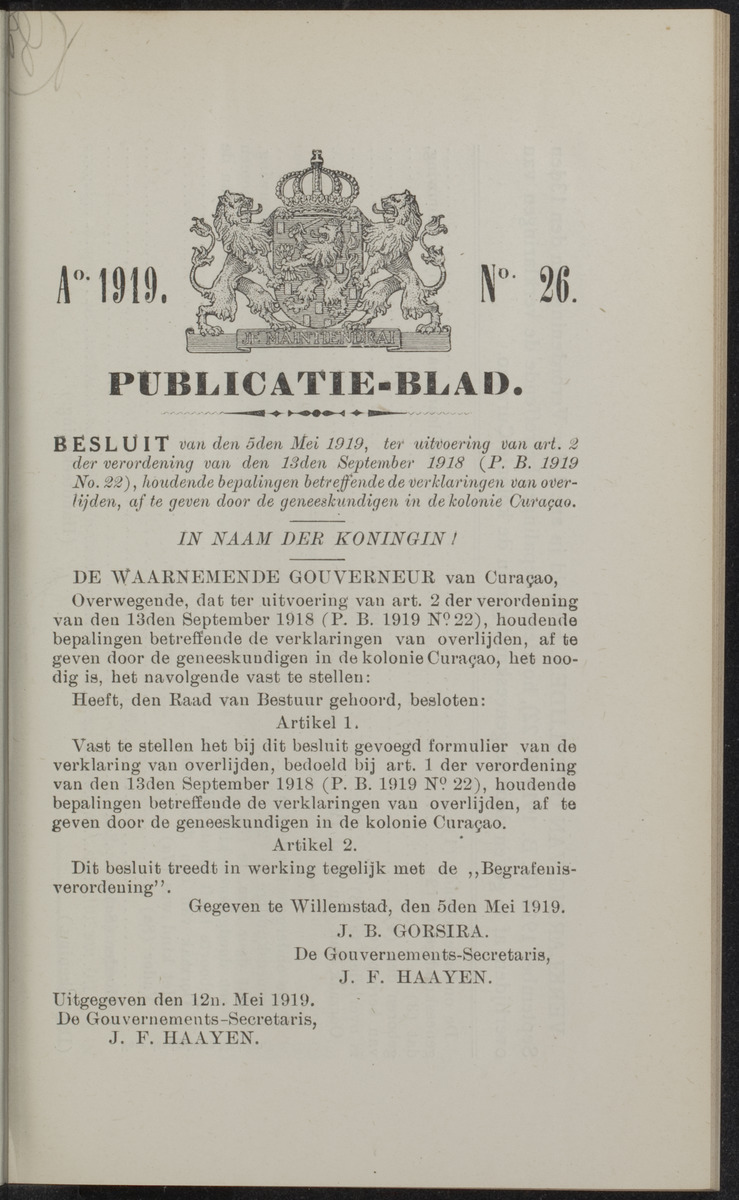 Ao. 1919.
No. 26.
JE MAINTIENDRAI
PUBLICATIE-BLAD.
BESLUIT van den 5den Mei 1919, ter uitvoering van art. 2
der verordening van den 13den September 1918 (P. B. 1919
No. 22), houdende bepalingen betreffende de verklaringen van over-
lijden, af te geven door de geneeskundigen in de kolonie Curaçao.
IN NAAM DER KONINGIN!
DE WAARNEMENDE GOUVERNEUR van Curaçao,
Overwegende, dat ter uitvoering van art. 2 der verordening
van den 13den September 1918 (P. B. 1919 No. 22), houdende
bepalingen betreffende de verklaringen van overlijden, af te
geven door de geneeskundigen in de kolonie Curaçao, het noo-
dig is, het navolgende vast te stellen:
Heeft, den Raad van Bestuur gehoord, besloten:
Artikel 1.
Vast te stellen het bij dit besluit gevoegd formulier van de
verklaring van overlijden, bedoeld bij art. 1 der verordening
van den 13den September 1918 (P. B. 1919 No. 22), houdende
bepalingen betreffende de verklaringen van overlijden, af te
geven door de geneeskundigen in de kolonie Curaçao.
Artikel 2.
Dit besluit treedt in werking tegelijk met de ,,Begrafenis-
verordening".
Gegeven te Willemstad, den 5den Mei 1919.
J. B. GORSIRA.
De Gouvernements-Secretaris,
J. F. HAAYEN.
Uitgegeven den 12n. Mei 1919.
De Gouvernements-Secretaris,
J. F. HAAYEN.